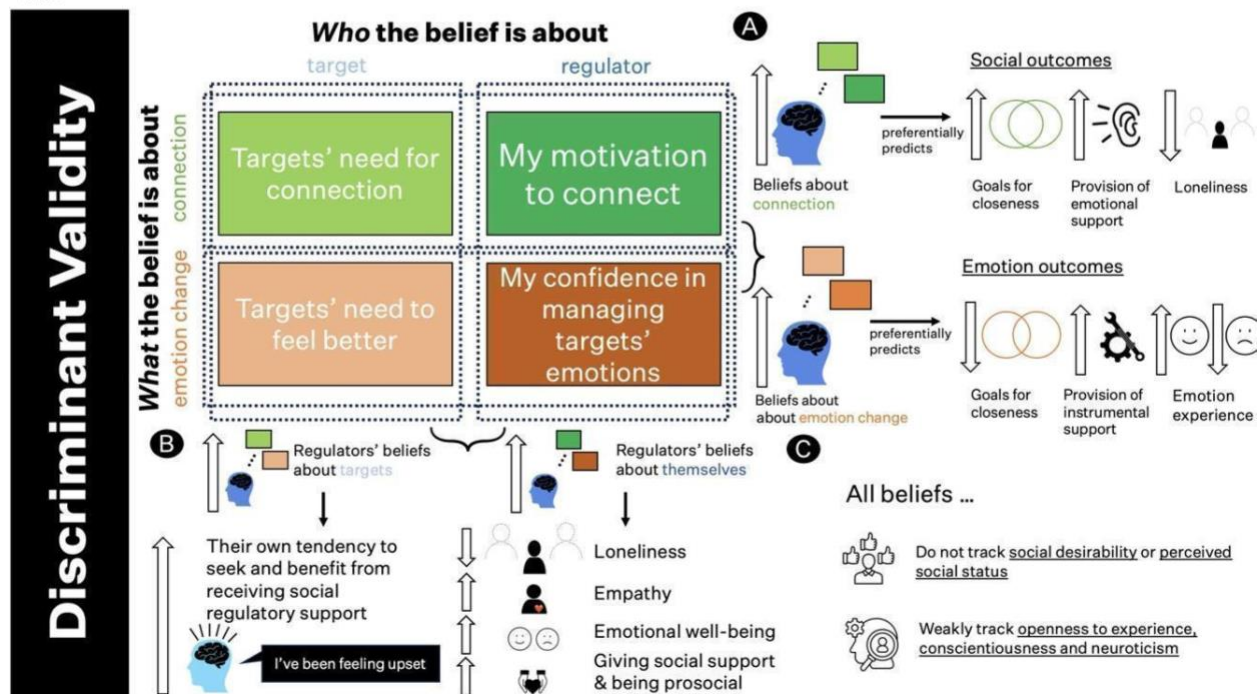 Discriminant Validity
Who the belief is about
target
regulator
What the belief is about
connection
emotion change
Targets' need for
connection
My motivation
to connect
Targets' need to
feel better
My confidence in
managing
targets'
emotions
A
Beliefs about
connection
preferentially
predicts
Social outcomes
Goals for
closeness
Provision of
emotional
support
Loneliness
Beliefs about
about emotion change
preferentially
predicts
Emotion outcomes
Goals for
closeness
Provision of
instrumental
support
Emotion
experience
B
Regulators' beliefs
about targets
Their own tendency to
seek and benefit from
receiving social
regulatory support
I've been feeling upset
Regulators' beliefs
about themselves
Loneliness
Empathy
Emotional well-being
Giving social support
& being prosocial
C
All beliefs ...
Do not track social desirability or perceived
social status
Weakly track openness to experience,
conscientiousness and neuroticism